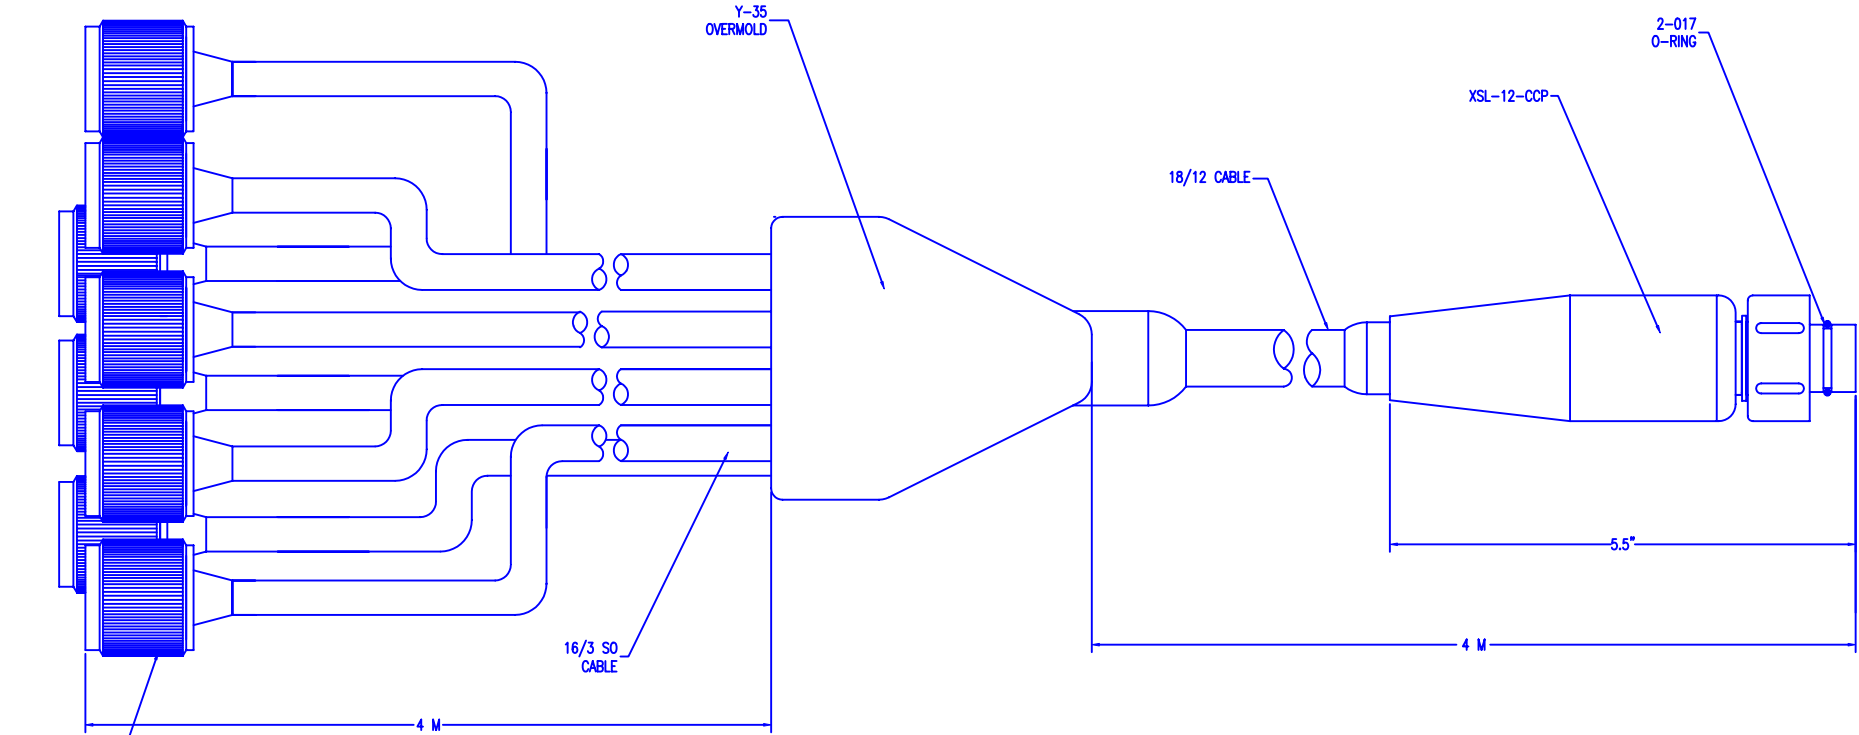 Y-35
OVERMOLD
2-017
O-RING
XSL-12-CCP
18/12 CABLE
5.5"
4 M
16/3 SO
CABLE
4 M